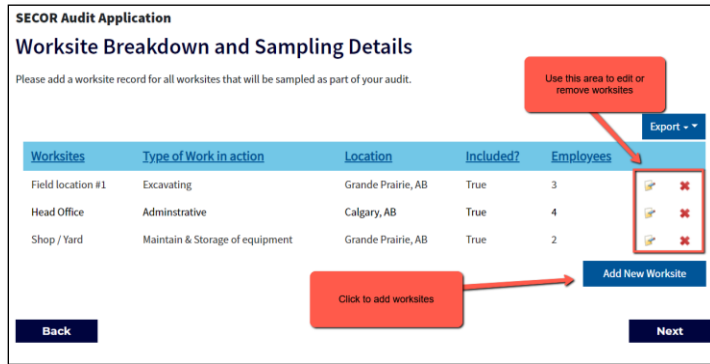 SECOR Audit Application
Worksite Breakdown and Sampling Details
Please add a worksite record for all worksites that will be sampled as part of your audit.
Use this area to edit or
remove worksites
Export
Worksites Type of Work in action Location Included? Employees
Field location #1 Excavating Grande Prairie, AB True 3
Head Office Adminstrative Calgary, AB True 4
Shop / Yard Maintain & Storage of equipment Grande Prairie, AB True 2
Add New Worksite
Click to add worksites
Back Next